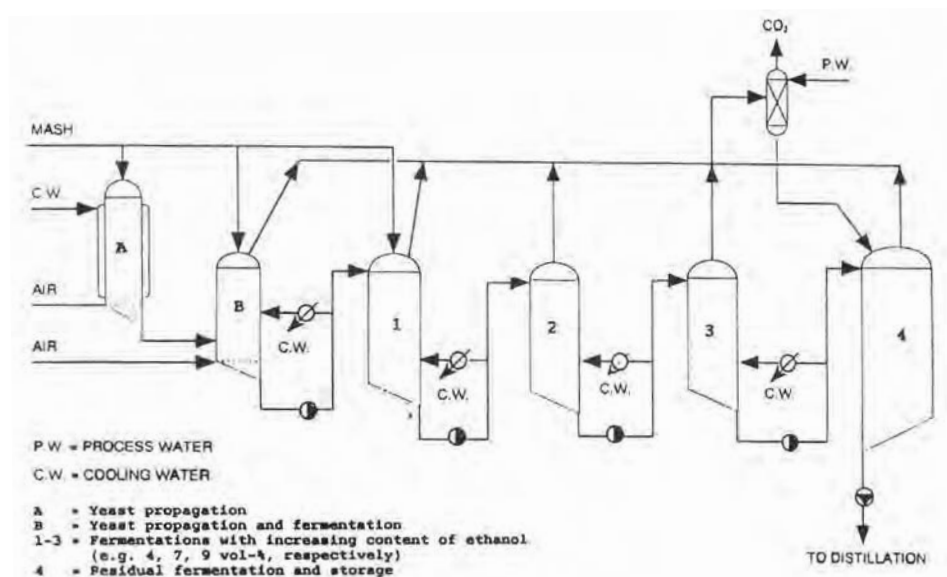 CO₂
P.W.
MASH
C.W.
A
AIR
AIR
B
C.W.
1
C.W.
2
C.W.
3
C.W.
4
P.W. = PROCESS WATER
C.W. = COOLING WATER
A = Yeast propagation
B = Yeast propagation and fermentation
1-3 = Fermentations with increasing content of ethanol
(e.g. 4, 7, 9 vol-%, respectively)
4 = Residual fermentation and storage
TO DISTILLATION